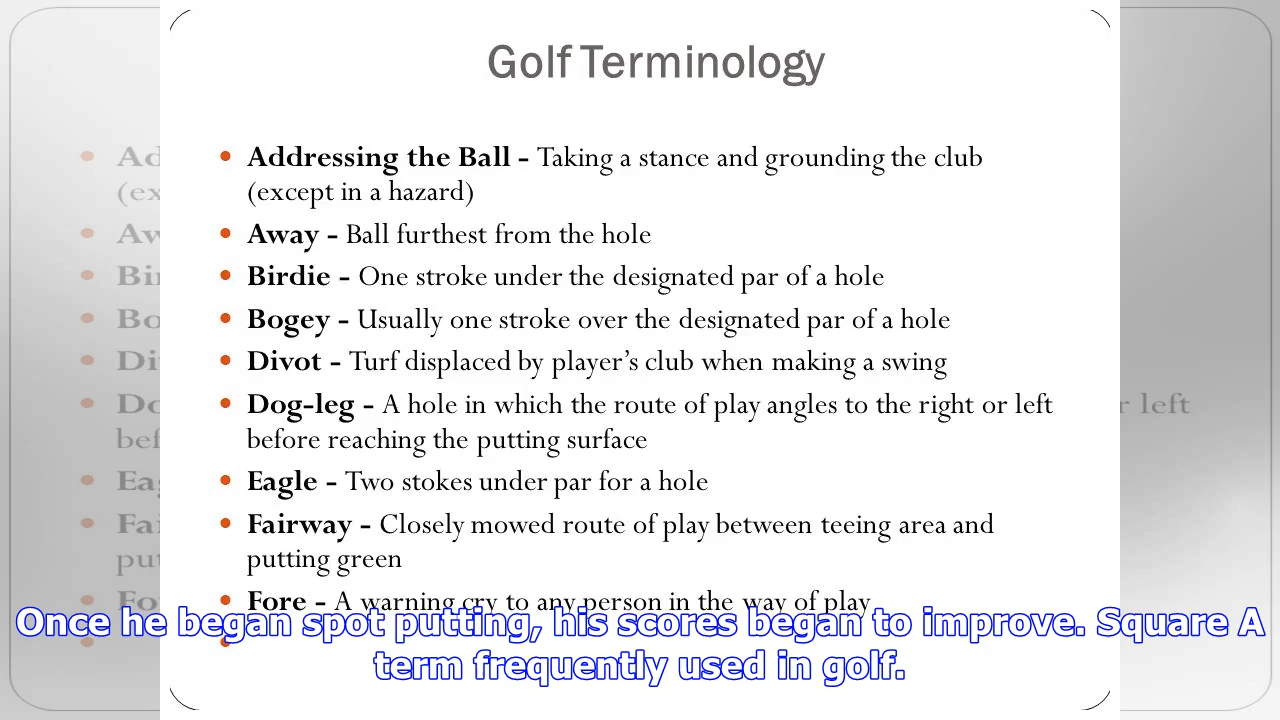 Golf Terminology
Addressing the Ball - Taking a stance and grounding the club
(except in a hazard)
Away - Ball furthest from the hole
Birdie - One stroke under the designated par of a hole
Bogey - Usually one stroke over the designated par of a hole
Divot - Turf displaced by player's club when making a swing
Dog-leg - A hole in which the route of play angles to the right or left
before reaching the putting surface
Eagle - Two stokes under par for a hole
Fairway - Closely mowed route of play between teeing area and
putting green
Fore - A warning cry to any person in the way of play
Once he began spot putting, his scores began to improve. Square A
term frequently used in golf.